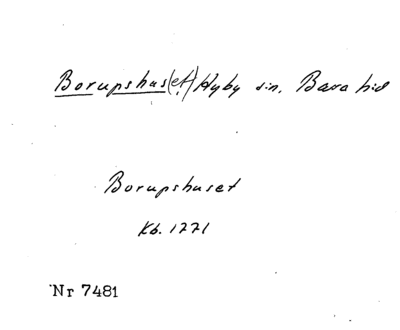 Borupshus(et) Hyby sn. Bara hd
Borupshuset
Kb. 1771
Nr 7481